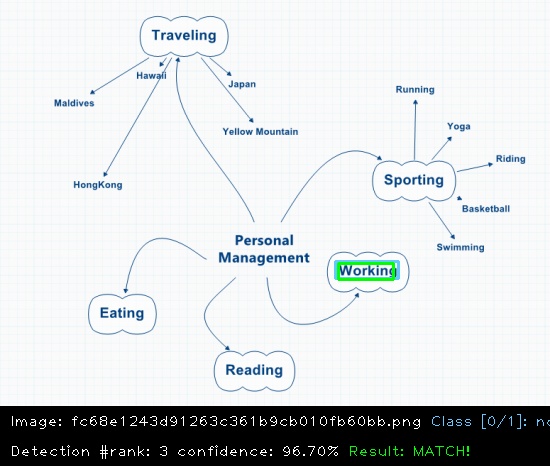 Traveling
Hawaii
Japan
Maldives
Yellow Mountain
HongKong
Running
Yoga
Riding
Sporting
Basketball
Swimming
Personal
Management
Working
Eating
Reading
Image: fc68e1243d91263c361b9cb010fb60bb.png Class [0/1]:
Detection #rank: 3 confidence: 96.70% Result: MATCH!